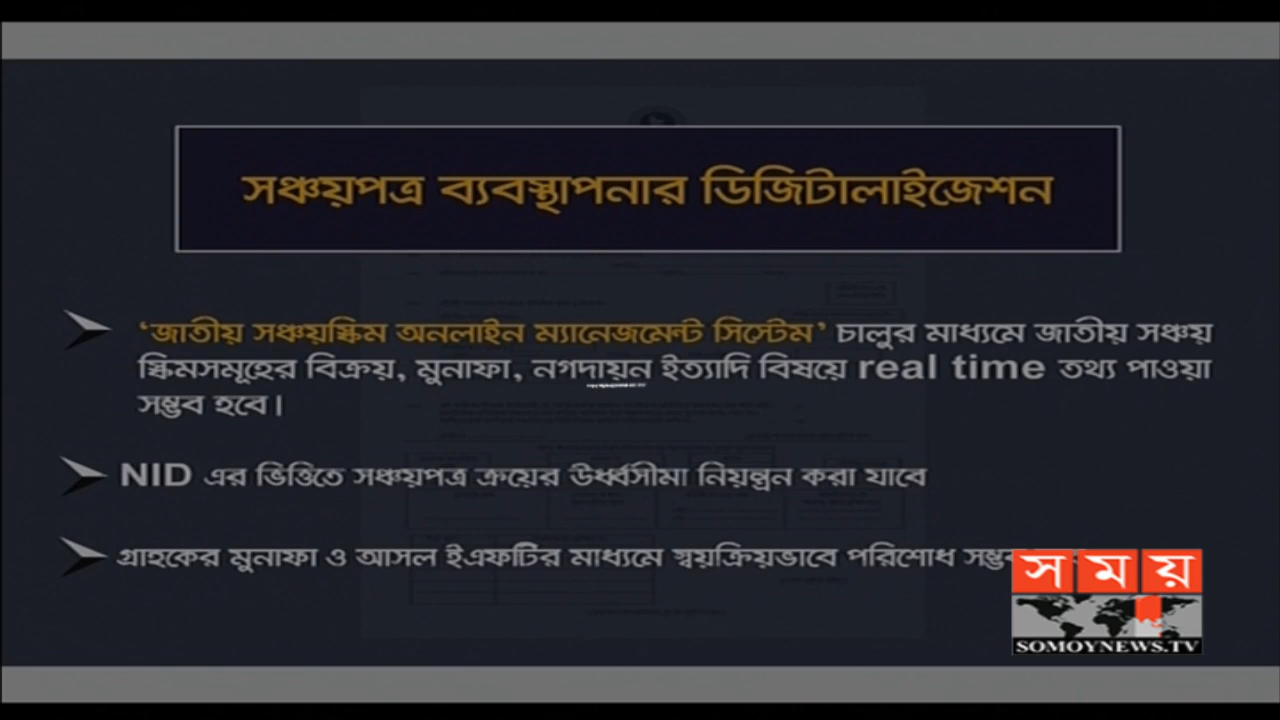 সঞ্চয়পত্র ব্যবস্থাপনার ডিজিটালাইজেশন
‘জাতীয় সঞ্চয়স্কিম অনলাইন ম্যানেজমেন্ট সিস্টেম’ চালুর মাধ্যমে জাতীয় সঞ্চয়
স্কিমসমূহের বিক্রয়, মুনাফা, নগদায়ন ইত্যাদি বিষয়ে real time তথ্য পাওয়া
সম্ভব হবে।
NID এর ভিত্তিতে সঞ্চয়পত্র ক্রয়ের উর্ধ্বসীমা নিয়ন্ত্রন করা যাবে
গ্রাহকের মুনাফা ও আসল ইএফটির মাধ্যমে স্বয়ক্রিয়ভাবে পরিশোধ সম্ভব
সময়
SOMOYNEWS.TV